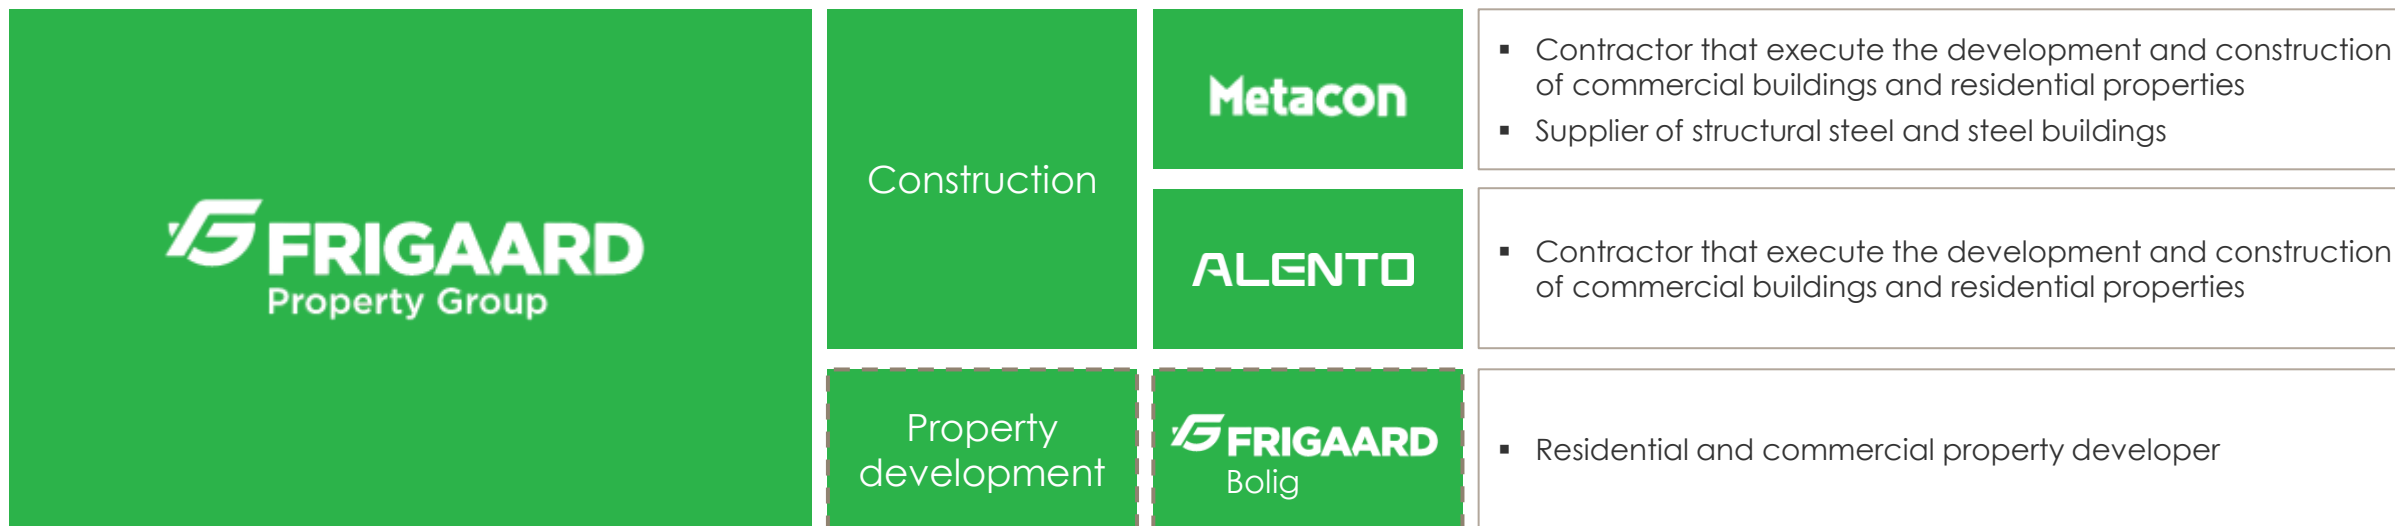 FRIGAARD
Property Group
Construction
Metacon
▪ Contractor that execute the development and construction
of commercial buildings and residential properties
▪ Supplier of structural steel and steel buildings
ALENTO
▪ Contractor that execute the development and construction
of commercial buildings and residential properties
Property
development
FRIGAARD
Bolig
▪ Residential and commercial property developer